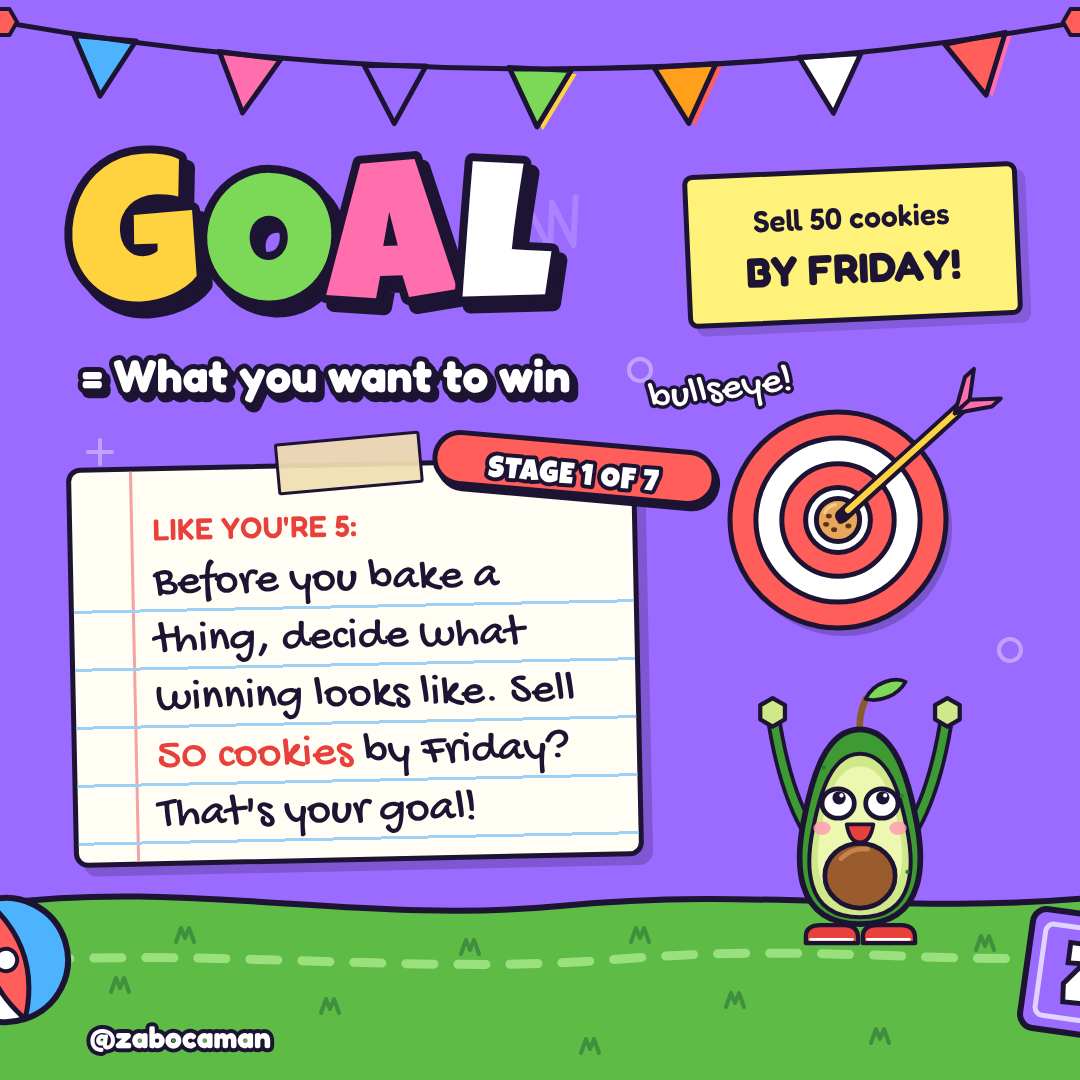 GOAL
Sell 50 cookies
BY FRIDAY!
= What you want to win
bullseye!
STAGE 1 OF 7
LIKE YOU'RE 5:
Before you bake a
thing, decide what
winning looks like. Sell
50 cookies by Friday?
That's your goal!
@zabocaman